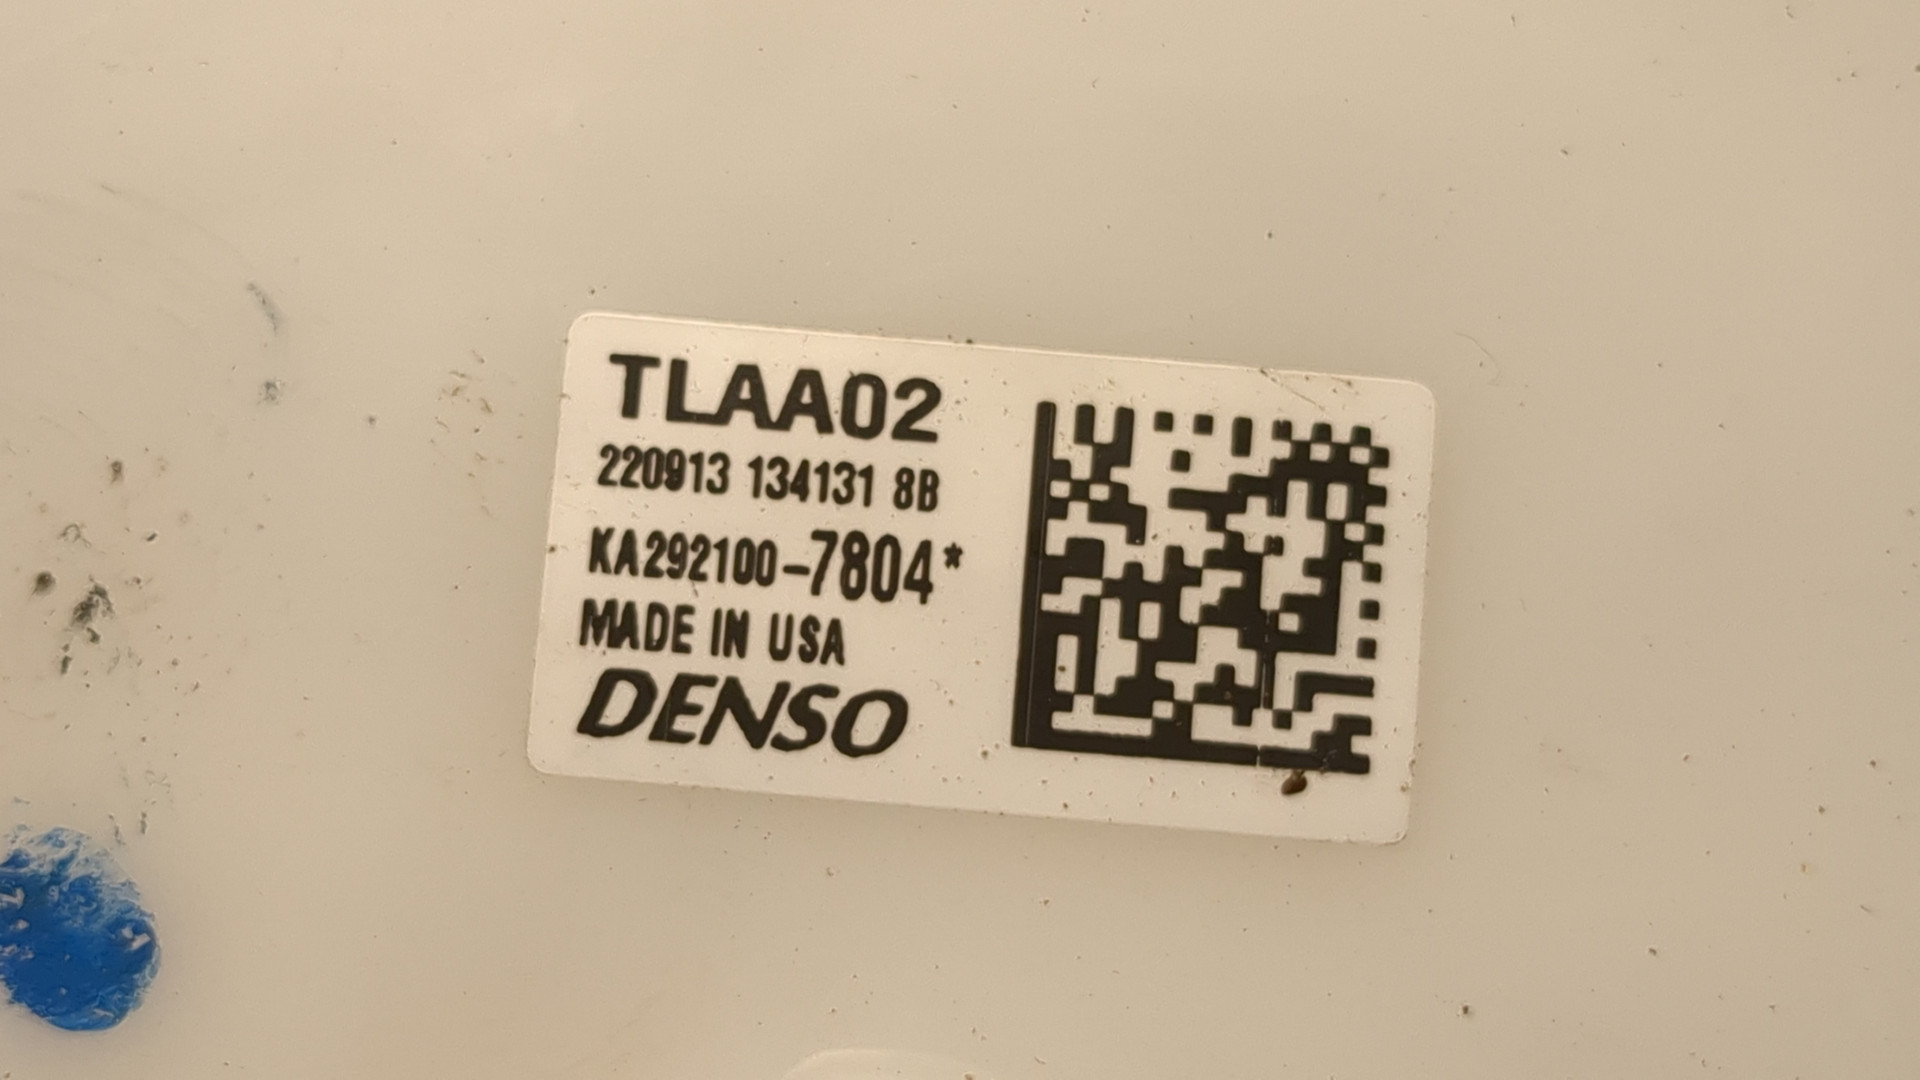 TLAA02
220913 134131 8B
KA292100-7804*
MADE IN USA
DENSO